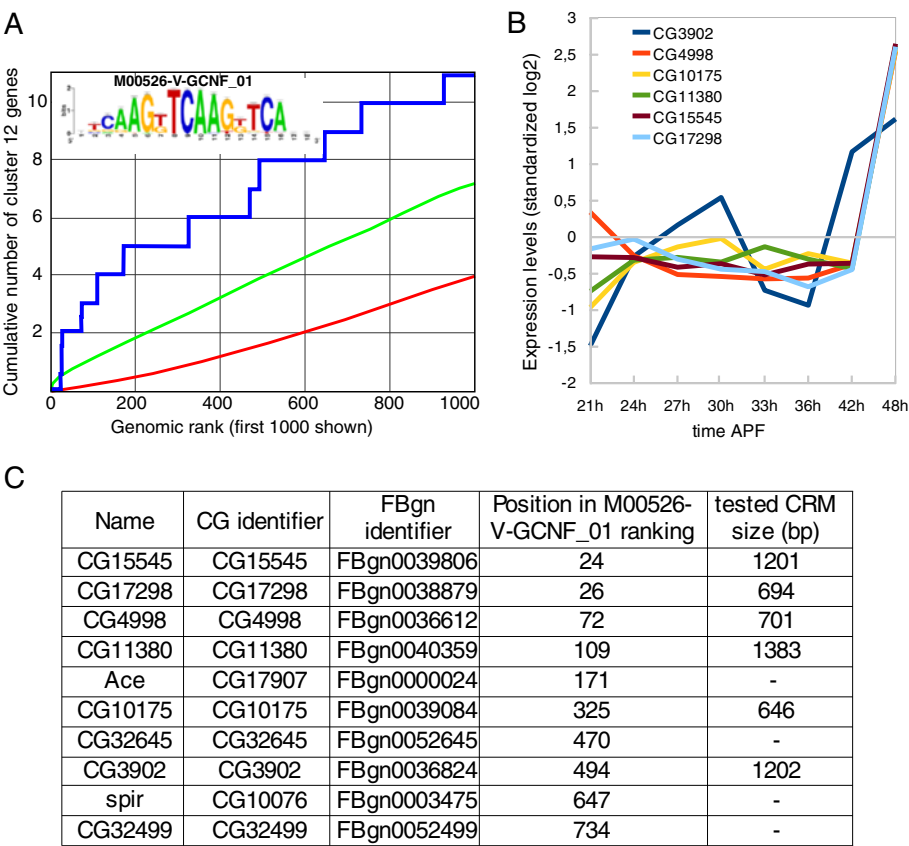 A
M00526-V-GCNF_01
Cumulative number of cluster 12 genes
10
8
6
4
2
0 200 400 600 800 1000
Genomic rank (first 1000 shown)
B
Expression levels (standardized log2)
3
2,5
2
1,5
1
0,5
0
-0,5
-1
-1,5
-2
CG3902
CG4998
CG10175
CG11380
CG15545
CG17298
21h 24h 27h 30h 33h 36h 42h 48h
time APF
C
Name CG identifier FBgn identifier Position in M00526-V-GCNF_01 ranking tested CRM size (bp)
CG15545 CG15545 FBgn0039806 24 1201
CG17298 CG17298 FBgn0038879 26 694
CG4998 CG4998 FBgn0036612 72 701
CG11380 CG11380 FBgn0040359 109 1383
Ace CG17907 FBgn0000024 171 -
CG10175 CG10175 FBgn0039084 325 646
CG32645 CG32645 FBgn0052645 470 -
CG3902 CG3902 FBgn0036824 494 1202
spir CG10076 FBgn0003475 647 -
CG32499 CG32499 FBgn0052499 734 -